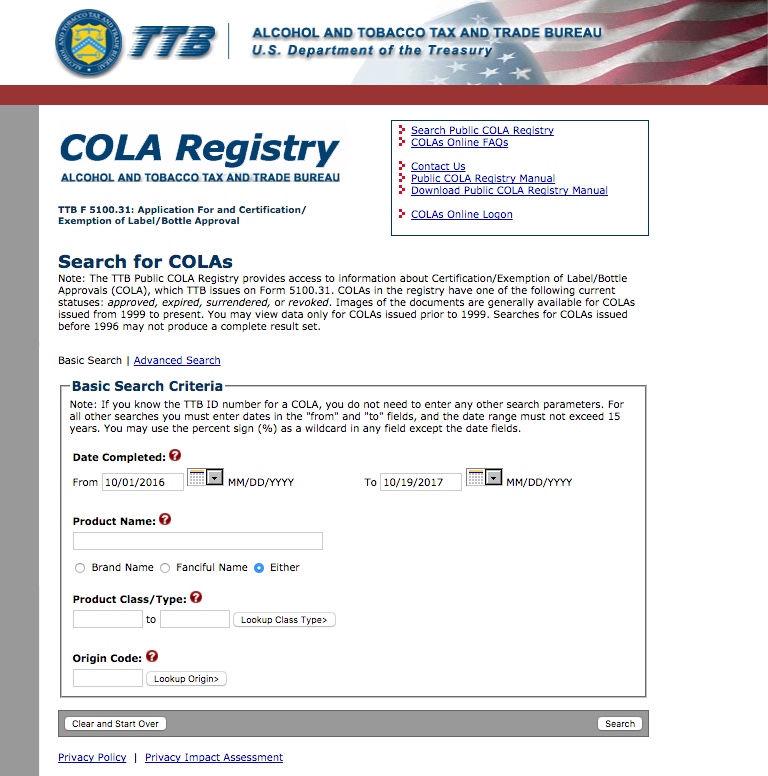 TTB
ALCOHOL AND TOBACCO TAX AND TRADE BUREAU
U.S. Department of the Treasury
COLA Registry
ALCOHOL AND TOBACCO TAX AND TRADE BUREAU
TTB F 5100.31: Application For and Certification/
Exemption of Label/Bottle Approval
Search Public COLA Registry
COLAs Online FAQs
Contact Us
Public COLA Registry Manual
Download Public COLA Registry Manual
COLAs Online Logon
Search for COLAs
Note: The TTB Public COLA Registry provides access to information about Certification/Exemption of Label/Bottle
Approvals (COLA), which TTB issues on Form 5100.31. COLAs in the registry have one of the following current
statuses: approved, expired, surrendered, or revoked. Images of the documents are generally available for COLAs
issued from 1999 to present. You may view data only for COLAs issued prior to 1999. Searches for COLAs issued
before 1996 may not produce a complete result set.
Basic Search | Advanced Search
Basic Search Criteria
Note: If you know the TTB ID number for a COLA, you do not need to enter any other search parameters. For
all other searches you must enter dates in the "from" and "to" fields, and the date range must not exceed 15
years. You may use the percent sign (%) as a wildcard in any field except the date fields.
Date Completed: ?
From 10/01/2016 MM/DD/YYYY To 10/19/2017 MM/DD/YYYY
Product Name: ?
Brand Name Fanciful Name Either
Product Class/Type: ?
to Lookup Class Type>
Origin Code: ?
Lookup Origin>
Clear and Start Over Search
Privacy Policy | Privacy Impact Assessment